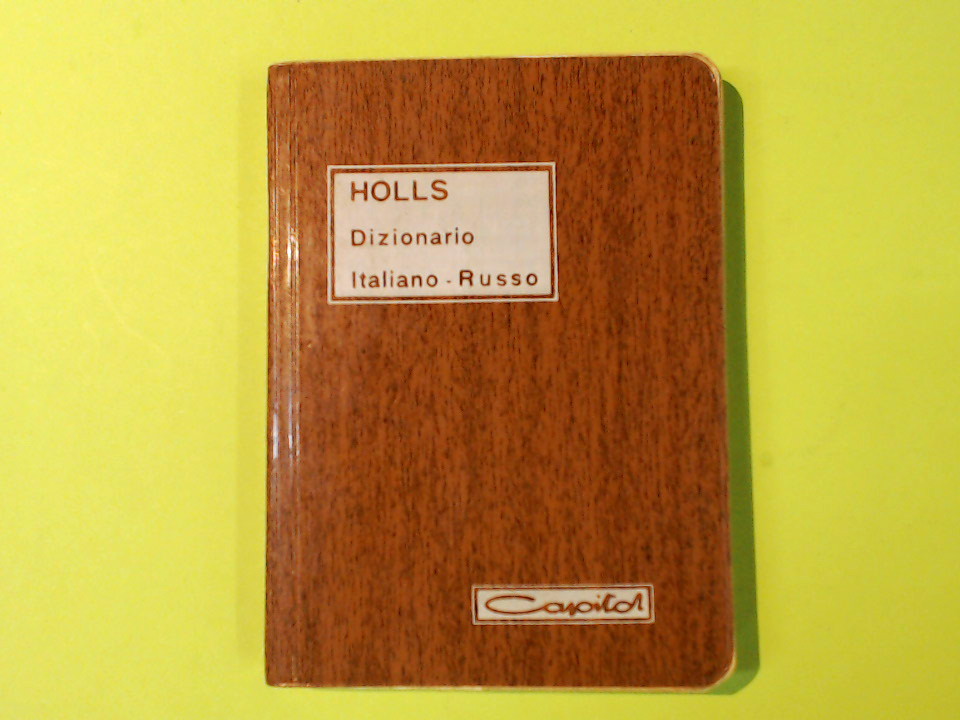 HOLLS
Dizionario
Italiano - Russo
Capitol